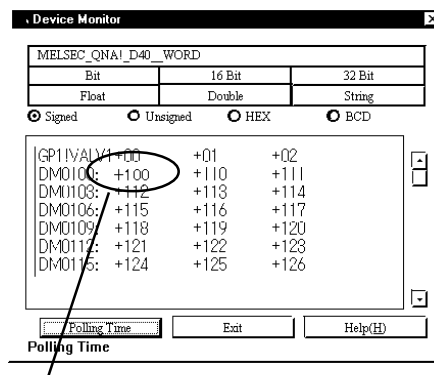 Device Monitor
MELSEC_QNA!_D40__WORD
Bit 16 Bit 32 Bit
Float Double String
Signed Unsigned HEX BCD
GP1!VALV1+00 +01 +02
DM0100: +100 +110 +111
DM0103: +112 +113 +114
DM0106: +115 +116 +117
DM0109: +118 +119 +120
DM0112: +121 +122 +123
DM0115: +124 +125 +126
Polling Time Exit Help(H)
Polling Time